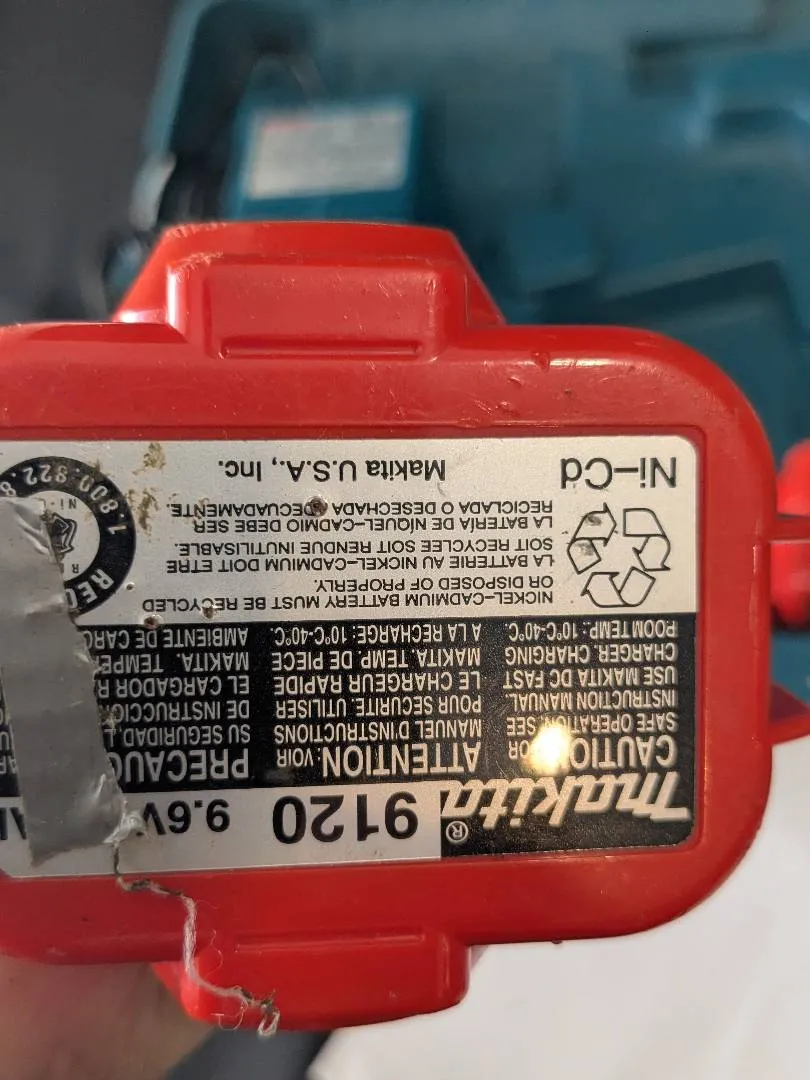 makita® 9120 9.6V
CAUTION
SAFE OPERATION, SEE
INSTRUCTION MANUAL.
USE MAKITA DC FAST
CHARGER. CHARGING
ROOM TEMP.: 10°C-40°C.
ATTENTION: VOIR
MANUEL D'INSTRUCTIONS
POUR SECURITE. UTILISER
LE CHARGEUR RAPIDE
MAKITA. TEMP. DE PIECE
A LA RECHARGE: 10°C-40°C.
PRECAUC
SU SEGURIDAD
DE INSTRUCCION
EL CARGADOR R
MAKITA. TEMPE
AMBIENTE DE CARG
NICKEL-CADMIUM BATTERY MUST BE RECYCLED
OR DISPOSED OF PROPERLY.
LA BATTERIE AU NICKEL-CADMIUM DOIT ETRE
SOIT RECYCLEE SOIT RENDUE INUTILISABLE.
LA BATERÍA DE NÍQUEL-CADMIO DEBE SER
RECICLADA O DESECHADA ADECUADAMENTE.
Ni-Cd
Makita U.S.A., Inc.
1.800.822.8